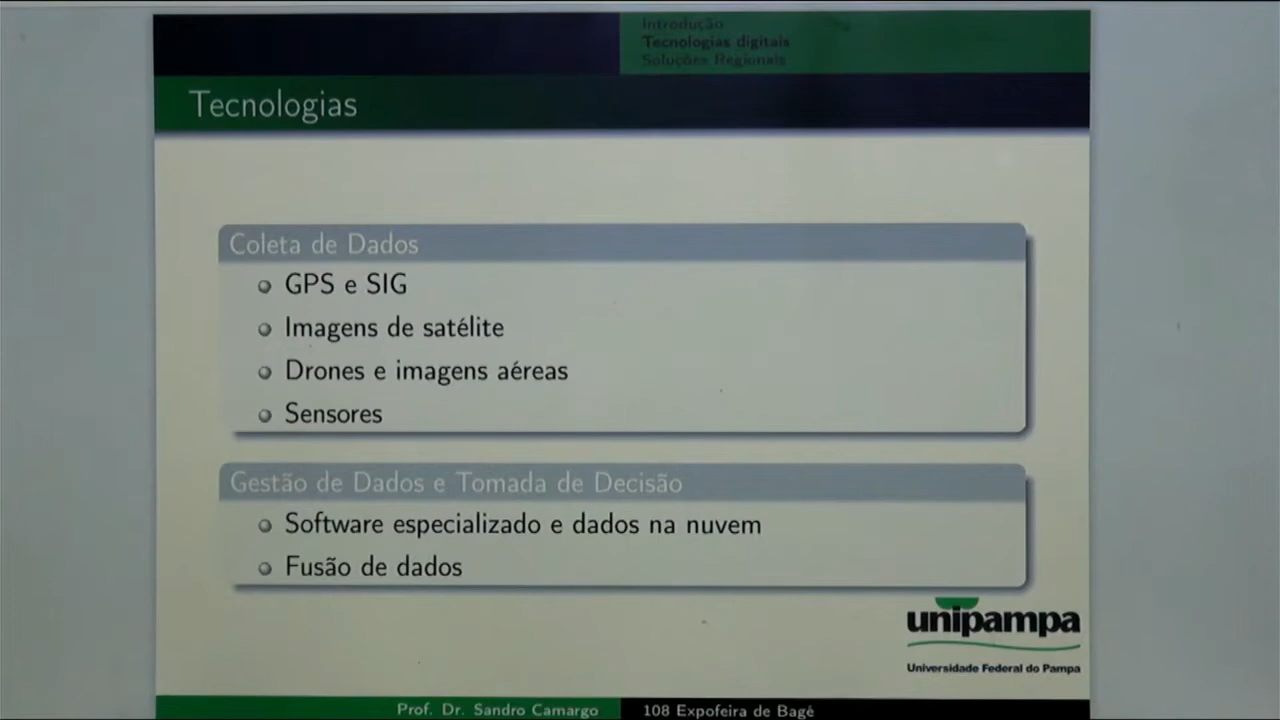 Introdução
Tecnologias digitais
Soluções Regionais
Tecnologias
Coleta de Dados
GPS e SIG
Imagens de satélite
Drones e imagens aéreas
Sensores
Gestão de Dados e Tomada de Decisão
Software especializado e dados na nuvem
Fusão de dados
unipampa
Universidade Federal do Pampa
Prof. Dr. Sandro Camargo
108 Expofeira de Bagé